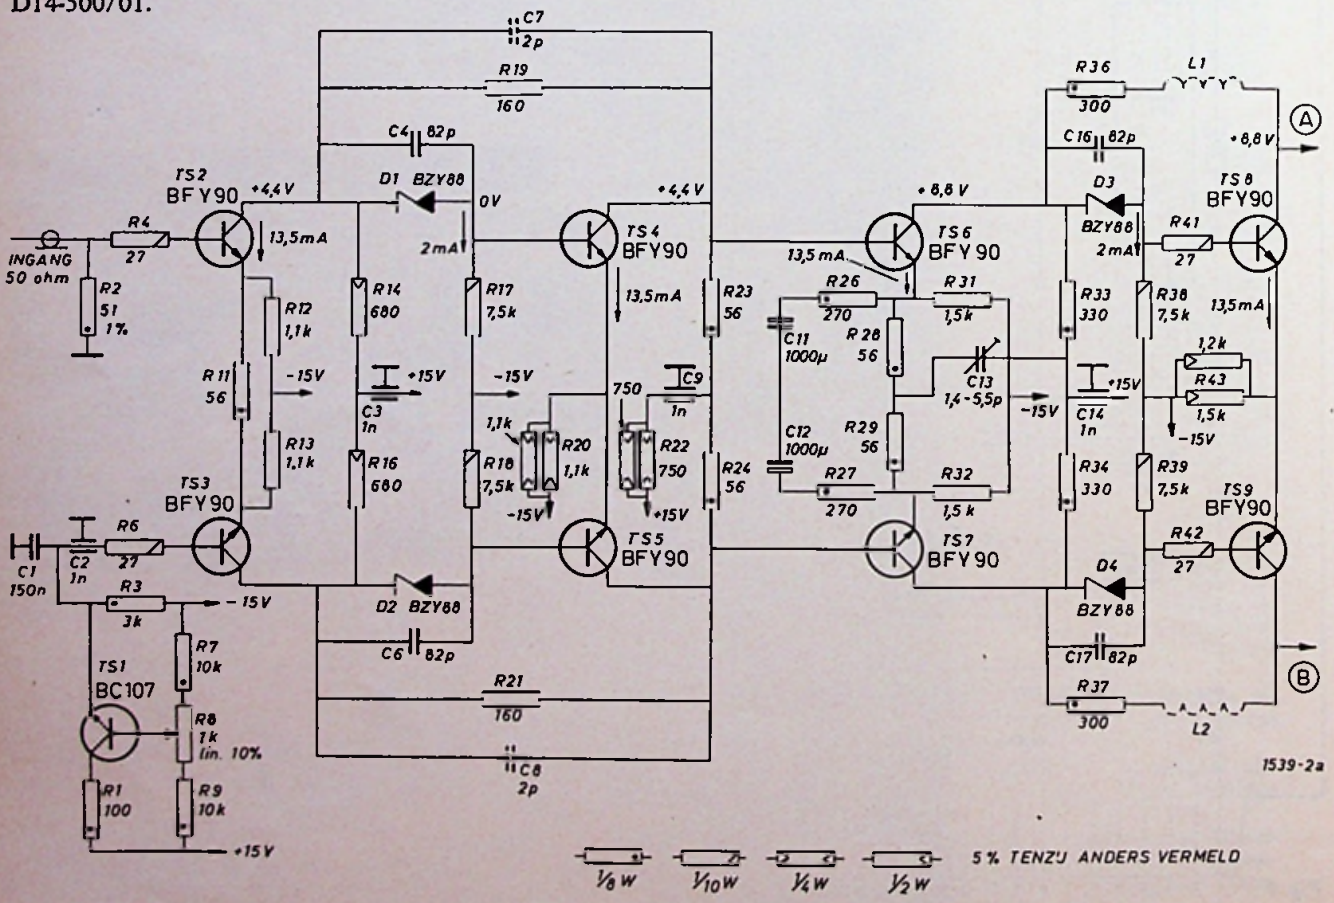 D14-500/01.
C7
2p
R19
160
C4
82p
D1 BZY88
TS2
BFY90
+4,4V
0V
+4,4V
R4
27
13,5mA
2mA
INGANG
50 ohm
R2
51
1%
R12
1,1k
R11
56
-15V
R13
1,1k
R14
680
+15V
C3
1n
R16
680
R17
7,5k
-15V
R18
7,5k
TS4
BFY90
13,5mA
1,1k
R20
1,1k
-15V
750
R22
750
+15V
C9
1n
R23
56
R24
56
TS5
BFY90
TS3
BFY90
C1
150n
C2
1n
R6
27
R3
3k
-15V
D2 BZY88
C6
82p
R21
160
C8
2p
TS1
BC107
R7
10k
R8
1k
lin. 10%
R1
100
R9
10k
+15V
+8,8V
TS6
BFY90
13,5mA
R26
270
R31
1,5k
C11
1000µ
R28
56
C13
1,4-5,5p
-15V
C12
1000µ
R29
56
R27
270
R32
1,5k
TS7
BFY90
R36
300
L1
C16
82p
D3
BZY88
2mA
R41
27
+8,8V
A
TS8
BFY90
13,5mA
R33
330
R38
7,5k
1,2k
R43
1,5k
+15V
C14
1n
-15V
R34
330
R39
7,5k
R42
27
TS9
BFY90
D4
BZY88
C17
82p
R37
300
L2
B
1539-2a
1/8 W
1/10 W
1/4 W
1/2 W
5% TENZIJ ANDERS VERMELD